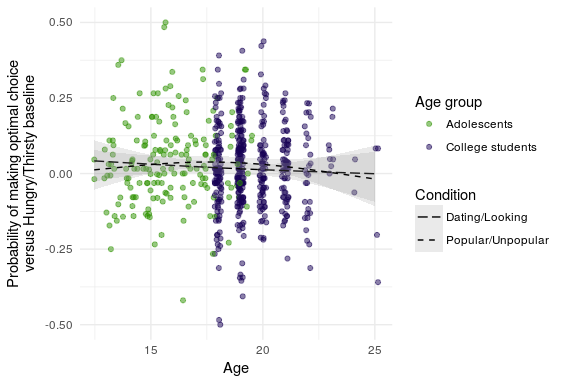 Probability of making optimal choice
versus Hungry/Thirsty baseline
0.50
0.25
0.00
-0.25
-0.50
15
20
25
Age
Age group
Adolescents
College students
Condition
Dating/Looking
Popular/Unpopular